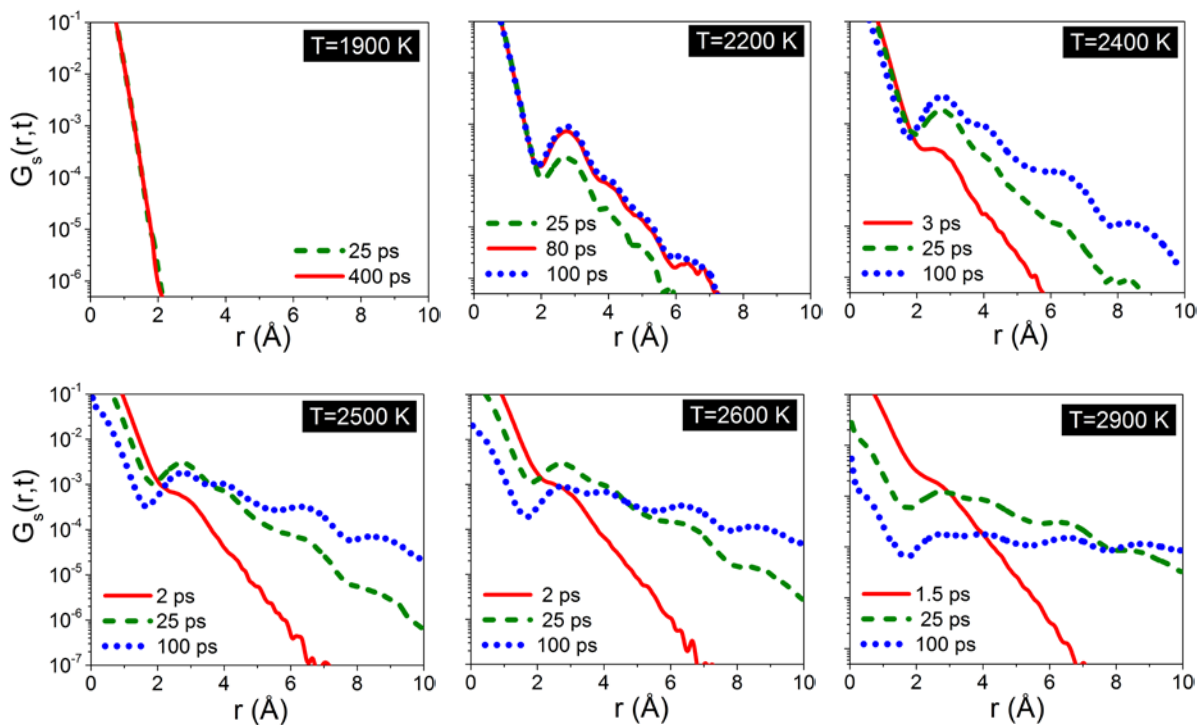 T=1900 K
10⁻¹
10⁻²
10⁻³
10⁻⁴
10⁻⁵
10⁻⁶
Gₛ(r,t)
25 ps
400 ps
0 2 4 6 8 10
r (Å)
T=2200 K
25 ps
80 ps
100 ps
0 2 4 6 8 10
r (Å)
T=2400 K
3 ps
25 ps
100 ps
0 2 4 6 8 10
r (Å)
T=2500 K
10⁻¹
10⁻²
10⁻³
10⁻⁴
10⁻⁵
10⁻⁶
10⁻⁷
Gₛ(r,t)
2 ps
25 ps
100 ps
0 2 4 6 8 10
r (Å)
T=2600 K
2 ps
25 ps
100 ps
0 2 4 6 8 10
r (Å)
T=2900 K
1.5 ps
25 ps
100 ps
0 2 4 6 8 10
r (Å)